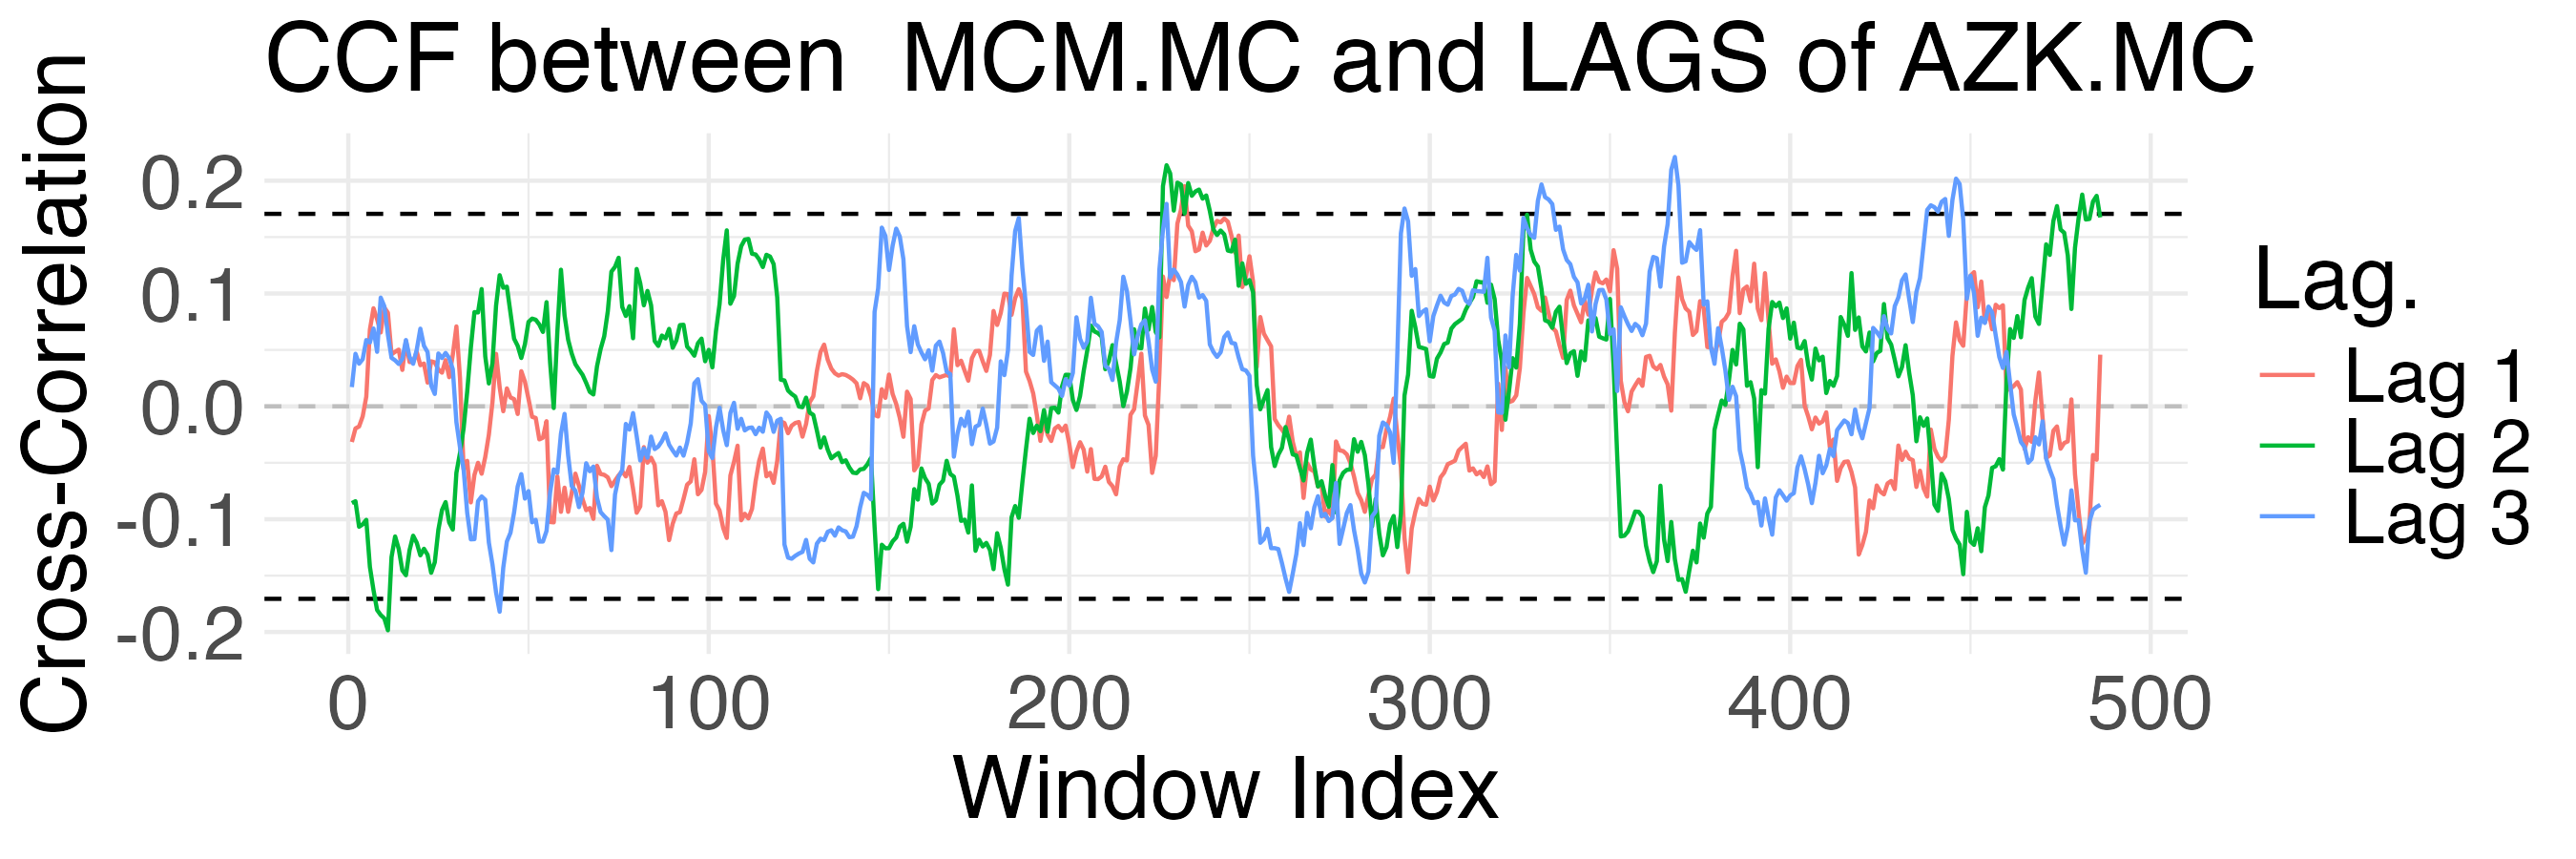 CCF between  MCM.MC and LAGS of AZK.MC
Cross-Correlation
0.2
0.1
0.0
-0.1
-0.2
0 100 200 300 400 500
Window Index
Lag.
Lag 1
Lag 2
Lag 3